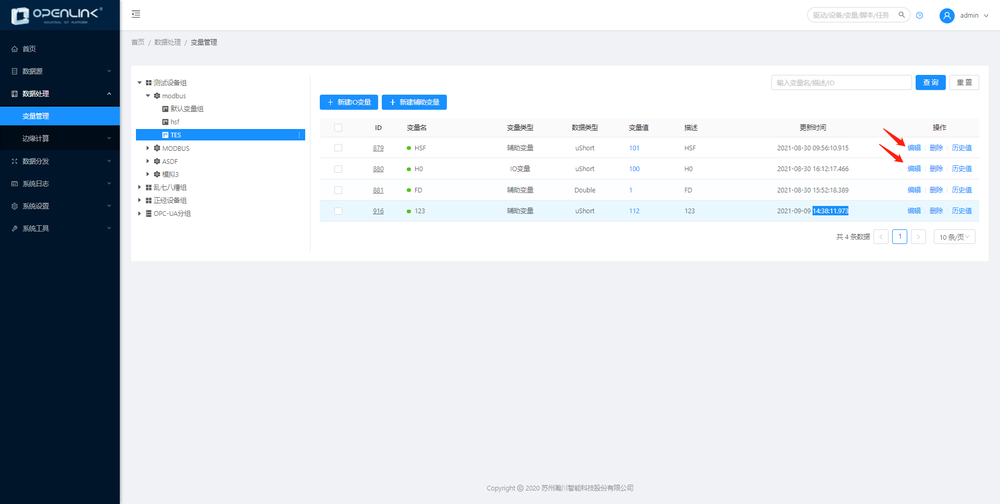 OPENLINK®
INDUSTRIAL IOT PLATFORM
驱动/设备/变量/脚本/任务
admin
首页
数据源
数据处理
变量管理
边缘计算
数据分发
系统日志
系统设置
系统工具
首页 / 数据处理 / 变量管理
测试设备组
modbus
默认变量组
hsf
TES
MODBUS
ASDF
模拟3
乱七八糟组
正经设备组
OPC-UA分组
输入变量名/描述/ID
查 询
重 置
+ 新建IO变量
+ 新建辅助变量
ID 变量名 变量类型 数据类型 变量值 描述 更新时间 操作
879 HSF 辅助变量 uShort 101 HSF 2021-08-30 09:56:10.915 编辑 删除 历史值
880 H0 IO变量 uShort 100 H0 2021-08-30 16:12:17.466 编辑 删除 历史值
881 FD 辅助变量 Double 1 FD 2021-08-30 15:52:18.389 编辑 删除 历史值
916 123 辅助变量 uShort 112 123 2021-09-09 14:38:11.973 编辑 删除 历史值
共 4 条数据 < 1 > 10 条/页
Copyright © 2020 苏州瀚川智能科技股份有限公司